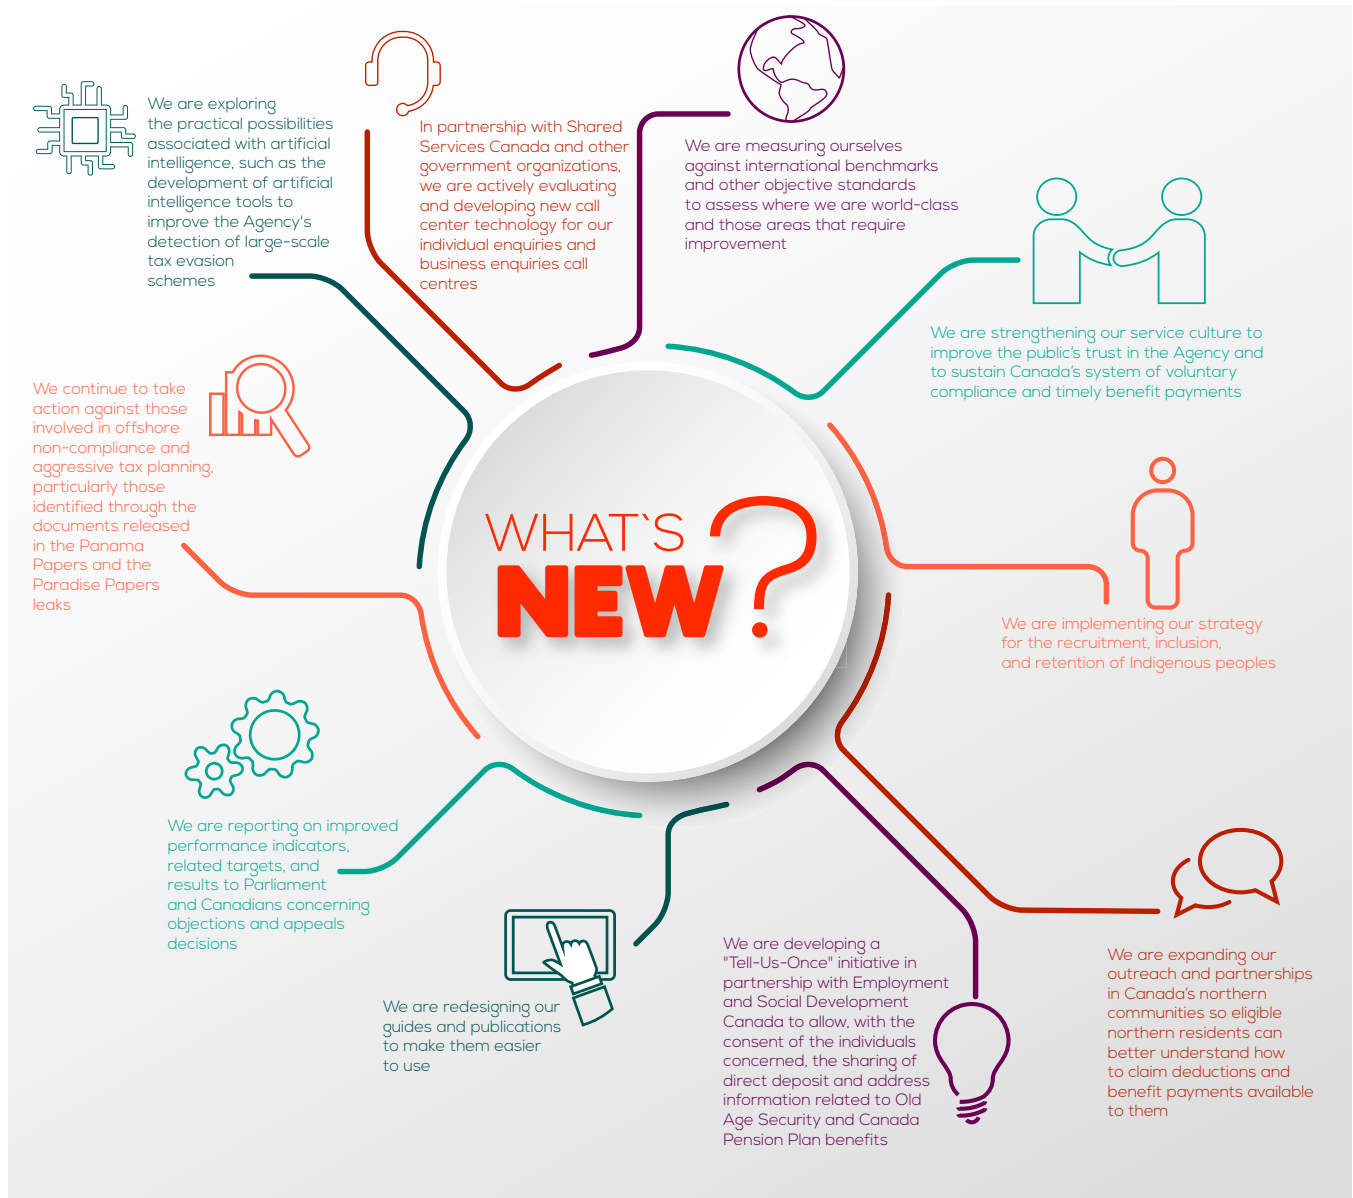 WHAT`S
NEW?
We are exploring
the practical possibilities
associated with artificial
intelligence, such as the
development of artificial
intelligence tools to
improve the Agency's
detection of large-scale
tax evasion
schemes
In partnership with Shared
Services Canada and other
government organizations,
we are actively evaluating
and developing new call
center technology for our
individual enquiries and
business enquiries call
centres
We are measuring ourselves
against international benchmarks
and other objective standards
to assess where we are world-class
and those areas that require
improvement
We are strengthening our service culture to
improve the public’s trust in the Agency and
to sustain Canada’s system of voluntary
compliance and timely benefit payments
We are implementing our strategy
for the recruitment, inclusion,
and retention of Indigenous peoples
We are expanding our
outreach and partnerships
in Canada’s northern
communities so eligible
northern residents can
better understand how
to claim deductions and
benefit payments available
to them
We are developing a
"Tell-Us-Once" initiative in
partnership with Employment
and Social Development
Canada to allow, with the
consent of the individuals
concerned, the sharing of
direct deposit and address
information related to Old
Age Security and Canada
Pension Plan benefits
We are redesigning our
guides and publications
to make them easier
to use
We are reporting on improved
performance indicators,
related targets, and
results to Parliament
and Canadians concerning
objections and appeals
decisions
We continue to take
action against those
involved in offshore
non-compliance and
aggressive tax planning,
particularly those
identified through the
documents released
in the Panama
Papers and the
Paradise Papers
leaks